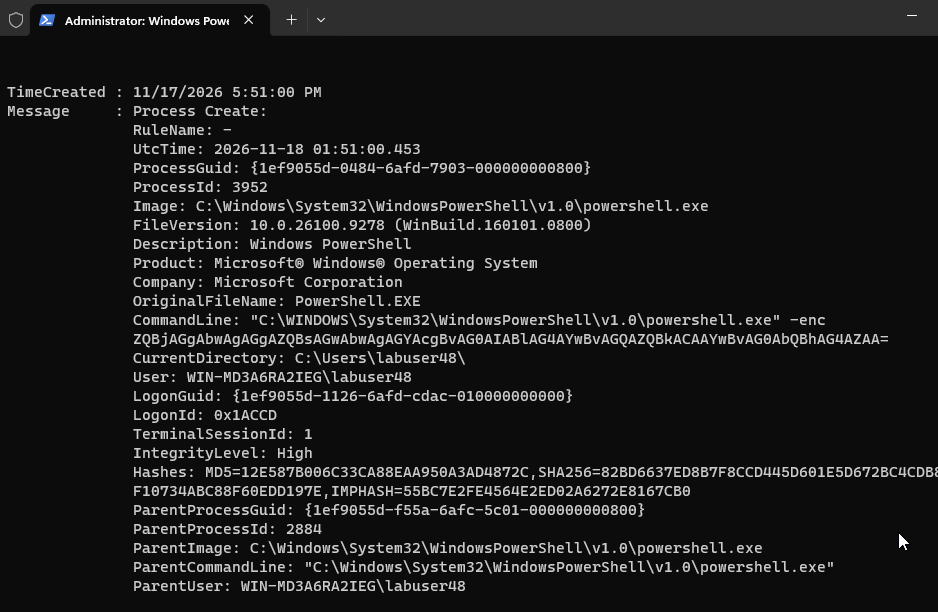 Administrator: Windows Powe
TimeCreated : 11/17/2026 5:51:00 PM
Message : Process Create:
RuleName: -
UtcTime: 2026-11-18 01:51:00.453
ProcessGuid: {1ef9055d-0484-6afd-7903-000000000800}
ProcessId: 3952
Image: C:\Windows\System32\WindowsPowerShell\v1.0\powershell.exe
FileVersion: 10.0.26100.9278 (WinBuild.160101.0800)
Description: Windows PowerShell
Product: Microsoft® Windows® Operating System
Company: Microsoft Corporation
OriginalFileName: PowerShell.EXE
CommandLine: "C:\WINDOWS\System32\WindowsPowerShell\v1.0\powershell.exe" -enc
ZQBjAGgAbwAgAGgAZQBsAGwAbwAgAGYAcgBvAG0AIABlAG4AYwBvAGQAZQBkACAAYwBvAG0AbQBhAG4AZAA=
CurrentDirectory: C:\Users\labuser48\
User: WIN-MD3A6RA2IEG\labuser48
LogonGuid: {1ef9055d-1126-6afd-cdac-010000000000}
LogonId: 0x1ACCD
TerminalSessionId: 1
IntegrityLevel: High
Hashes: MD5=12E587B006C33CA88EAA950A3AD4872C,SHA256=82BD6637ED8B7F8CCD445D601E5D672BC4CDB8
F10734ABC88F60EDD197E,IMPHASH=55BC7E2FE4564E2ED02A6272E8167CB0
ParentProcessGuid: {1ef9055d-f55a-6afc-5c01-000000000800}
ParentProcessId: 2884
ParentImage: C:\Windows\System32\WindowsPowerShell\v1.0\powershell.exe
ParentCommandLine: "C:\Windows\System32\WindowsPowerShell\v1.0\powershell.exe"
ParentUser: WIN-MD3A6RA2IEG\labuser48